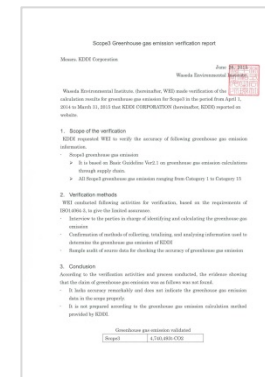 Scope3 Greenhouse gas emission verification report
Messrs. KDDI Corporation
June
Waseda Environmental Institute
Waseda Environmental Institute. (hereinafter, WEI) made verification of the
calculation results for greenhouse gas emission for Scope3 in the period from April 1,
2014 to March 31, 2015 that KDDI CORPORATION (hereinafter, KDDI) reported on
website.
1. Scope of the verification
KDDI requested WEI to verify the accuracy of following greenhouse gas emission
information.
- Scope3 greenhouse gas emission
➢ It is based on Basic Guidelines Ver2.1 on greenhouse gas emission calculations
through supply chain.
➢ All Scope3 greenhouse gas emission ranging from Category 1 to Category 15
2. Verification methods
WEI conducted following activities for verification, based on the requirements of
ISO14064-3, to give the limited assurance:
- Interview to the parties in charge of identifying and calculating the greenhouse gas
emission
- Confirmation of methods of collecting, totalizing, and analyzing information used to
determine the greenhouse gas emissions of KDDI
- Sample audit of source data for checking the accuracy of greenhouse gas emission
3. Conclusion
According to the verification activities and process conducted, the evidence showing
that the claim of greenhouse gas emission was as follows was not found:
- It lacks accuracy remarkably and does not indicate the greenhouse gas emission
data in the scope properly
- It is not prepared according to the greenhouse gas emission calculation method
provided by KDDI.
Greenhouse gas emission validated
Scope3